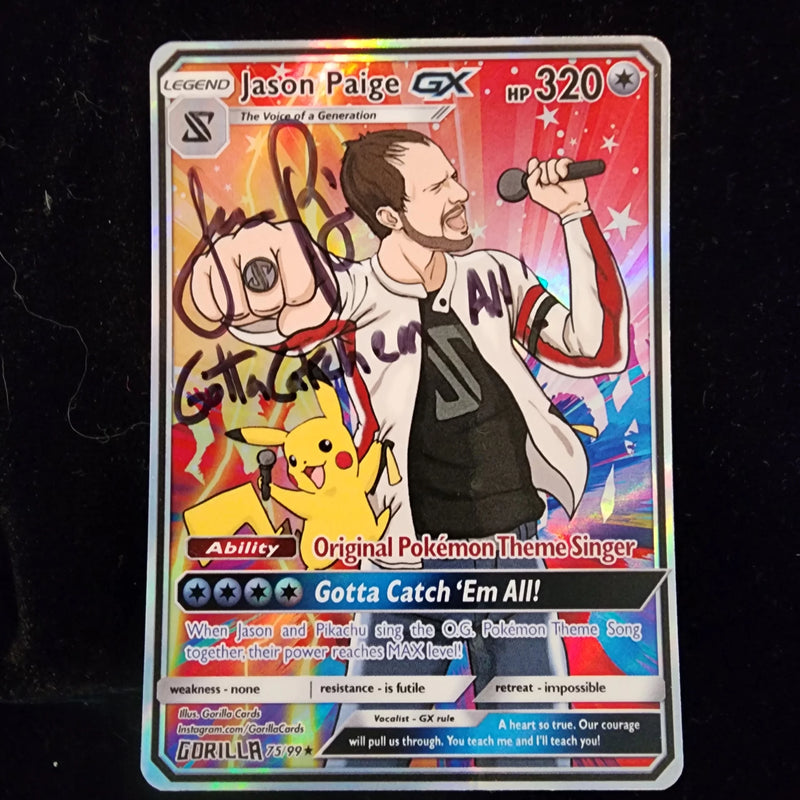 LEGEND Jason Paige GX HP 320
The Voice of a Generation
Gotta Catch em All!
Ability Original Pokémon Theme Singer
Gotta Catch ‘Em All!
When Jason and Pikachu sing the O.G. Pokémon Theme Song
together, their power reaches MAX level!
weakness - none resistance - is futile retreat - impossible
Illus. Gorilla Cards
Instagram.com/GorillaCards
GORILLA 75/99★
Vocalist - GX rule
A heart so true. Our courage
will pull us through. You teach me and I'll teach you!